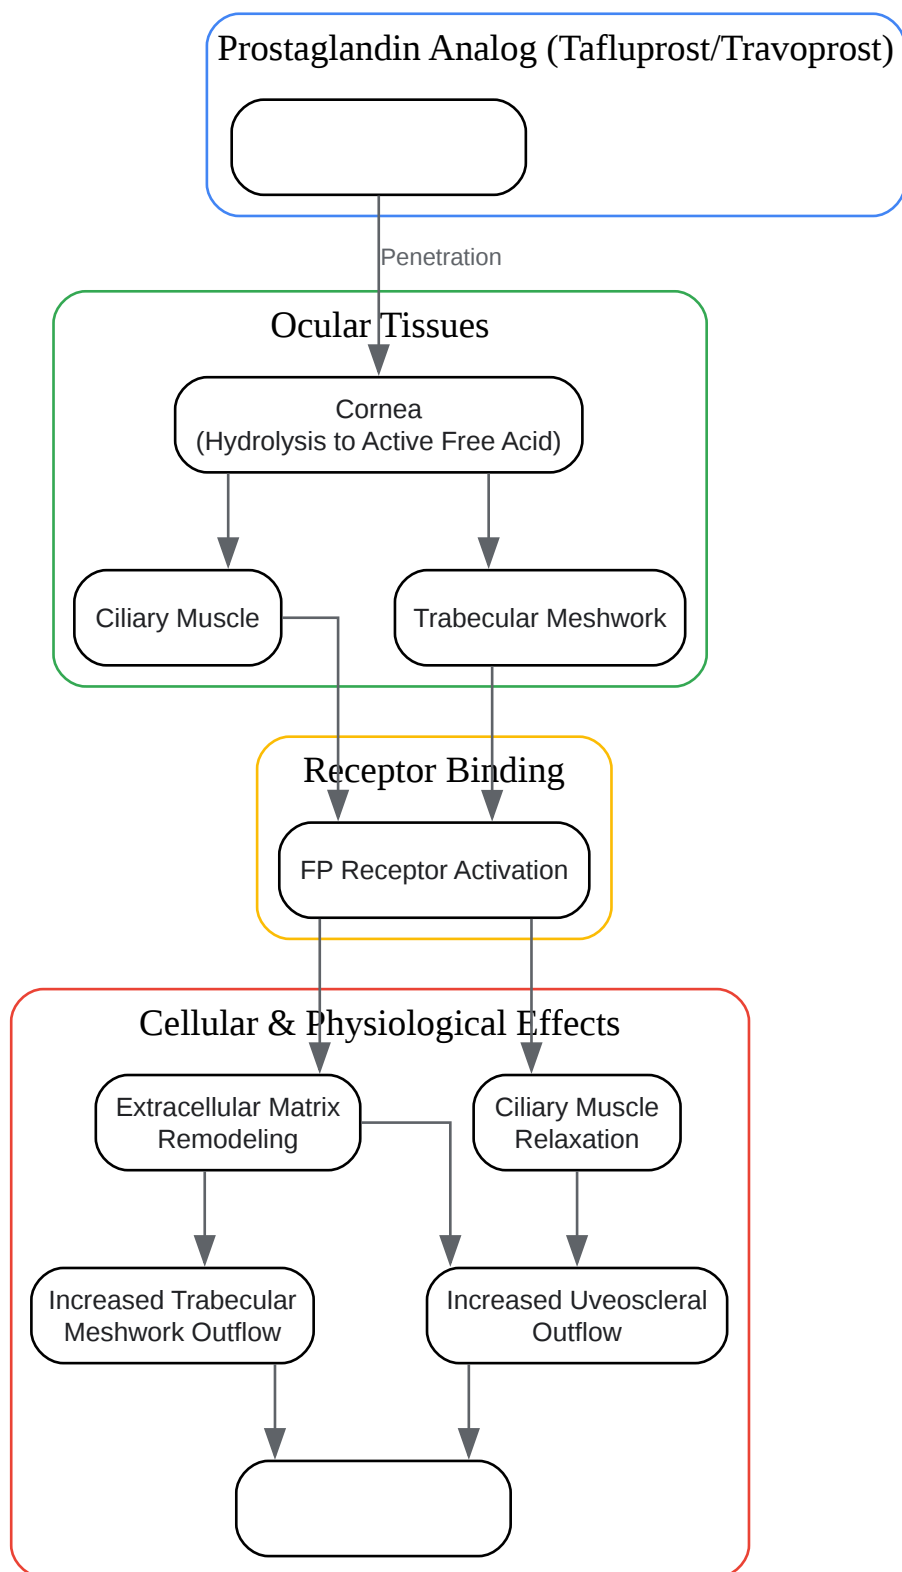 Prostaglandin Analog (Tafluprost/Travoprost)
Penetration
Ocular Tissues
Cornea
(Hydrolysis to Active Free Acid)
Ciliary Muscle
Trabecular Meshwork
Receptor Binding
FP Receptor Activation
Cellular & Physiological Effects
Extracellular Matrix
Remodeling
Ciliary Muscle
Relaxation
Increased Trabecular
Meshwork Outflow
Increased Uveoscleral
Outflow